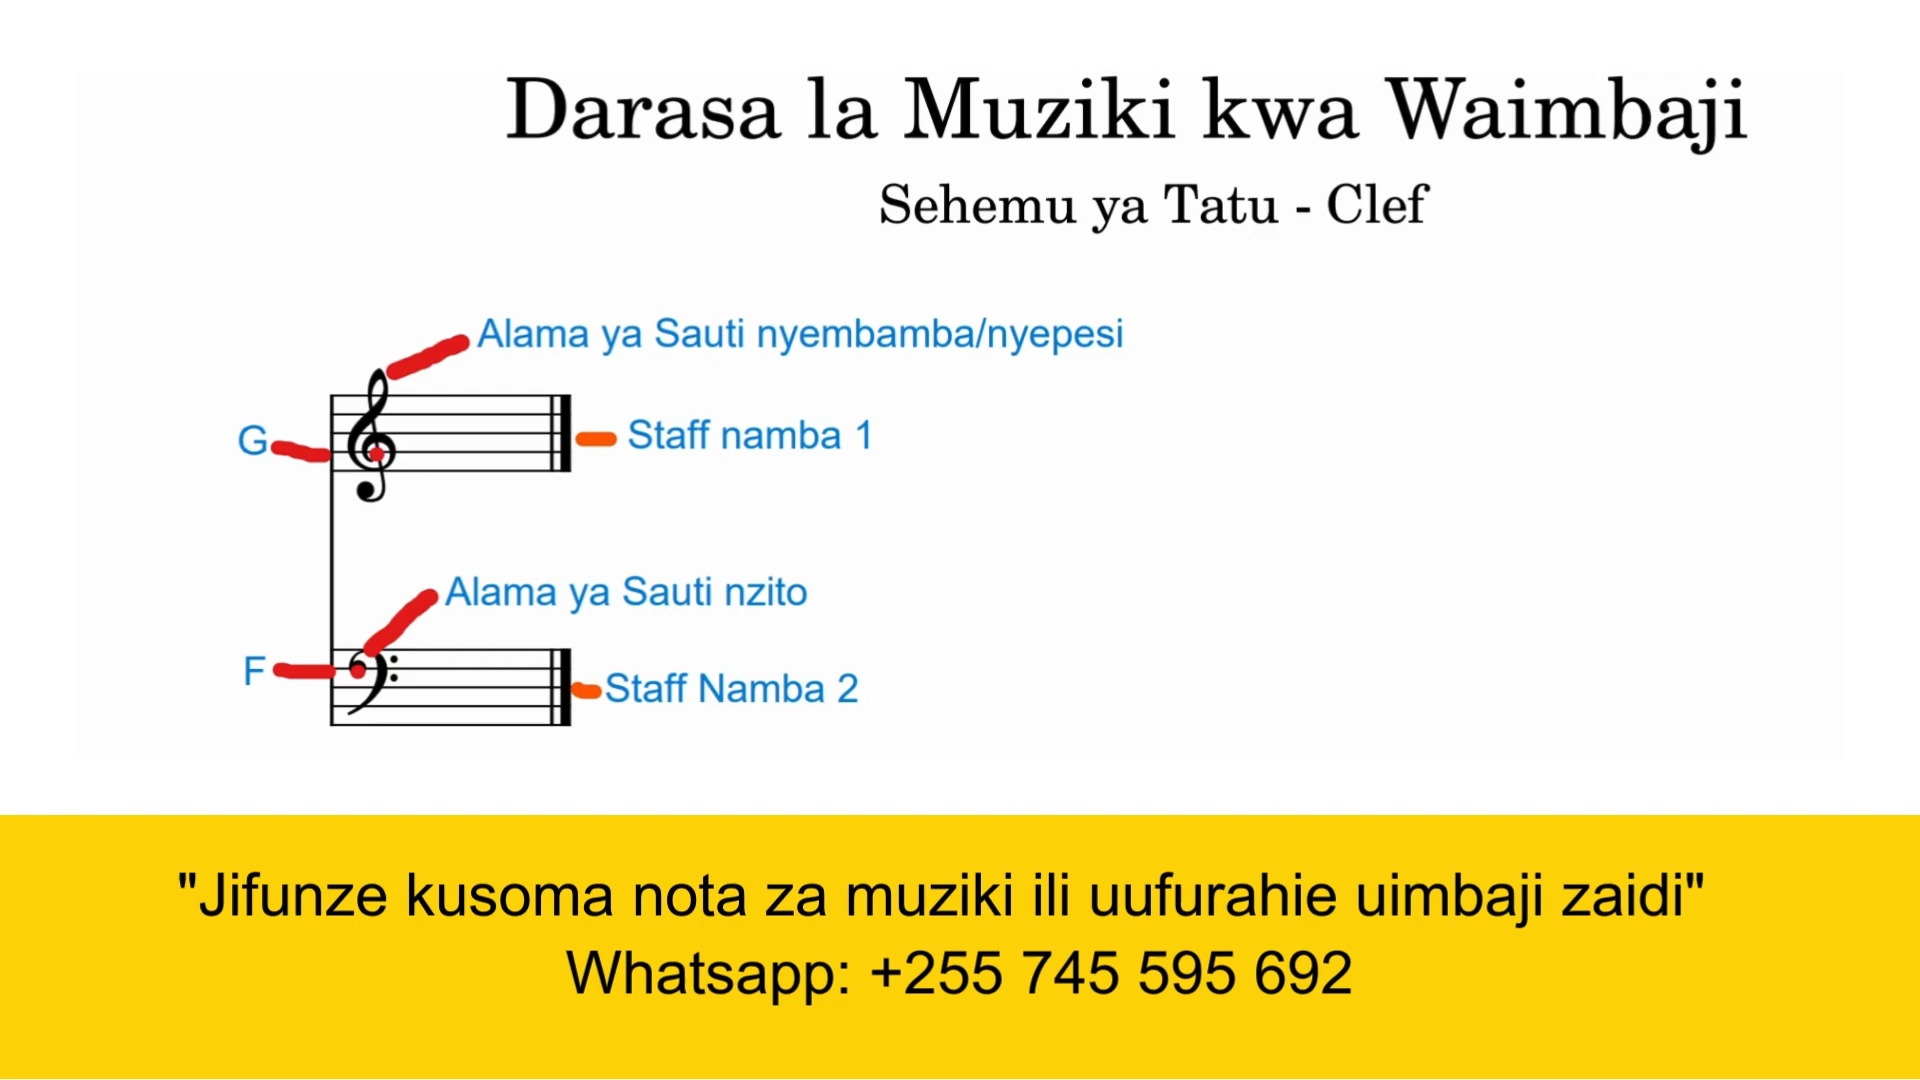 Darasa la Muziki kwa Waimbaji
Sehemu ya Tatu - Clef
Alama ya Sauti nyembamba/nyepesi
G
Staff namba 1
Alama ya Sauti nzito
F
Staff Namba 2
"Jifunze kusoma nota za muziki ili uufurahie uimbaji zaidi"
Whatsapp: +255 745 595 692